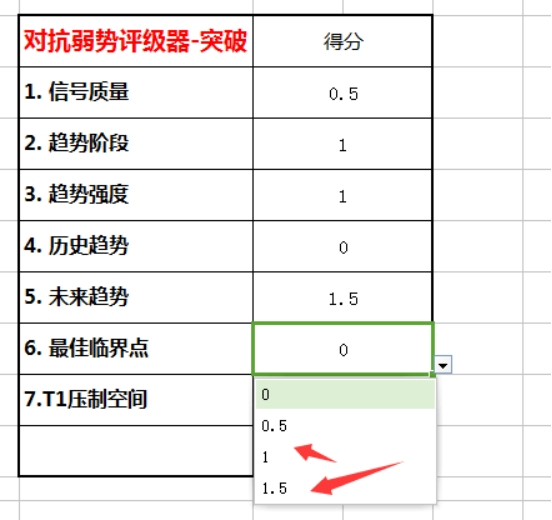 对抗弱势评级器-突破 得分
1. 信号质量 0.5
2. 趋势阶段 1
3. 趋势强度 1
4. 历史趋势 0
5. 未来趋势 1.5
6. 最佳临界点 0
7.T1压制空间
0
0.5
1
1.5